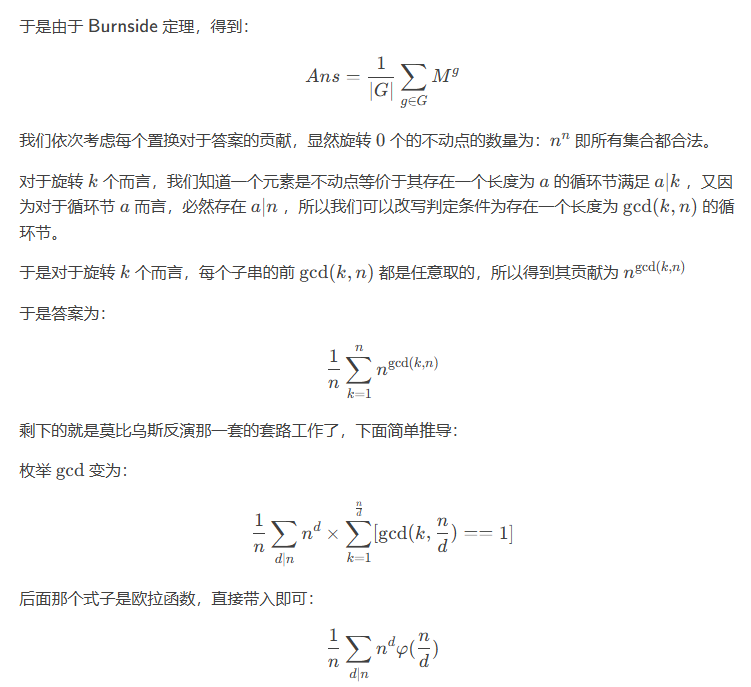 于是由于 Burnside 定理，得到：
$$Ans = \frac{1}{|G|} \sum_{g \in G} M^g$$
我们依次考虑每个置换对于答案的贡献，显然旋转 $0$ 个的不动点的数量为：$n^n$ 即所有集合都合法。
对于旋转 $k$ 个而言，我们知道一个元素是不动点等价于其存在一个长度为 $a$ 的循环节满足 $a|k$ ，又因
为对于循环节 $a$ 而言，必然存在 $a|n$ ，所以我们可以改写判定条件为存在一个长度为 $\gcd(k,n)$ 的循
环节。
于是对于旋转 $k$ 个而言，每个子串的前 $\gcd(k,n)$ 都是任意取的，所以得到其贡献为 $n^{\gcd(k,n)}$
于是答案为：
$$\frac{1}{n} \sum_{k=1}^{n} n^{\gcd(k,n)}$$
剩下的就是莫比乌斯反演那一套的套路工作了，下面简单推导：
枚举 $\gcd$ 变为：
$$\frac{1}{n} \sum_{d|n} n^d \times \sum_{k=1}^{\frac{n}{d}} [\gcd(k, \frac{n}{d}) == 1]$$
后面那个式子是欧拉函数，直接带入即可：
$$\frac{1}{n} \sum_{d|n} n^d \varphi(\frac{n}{d})$$